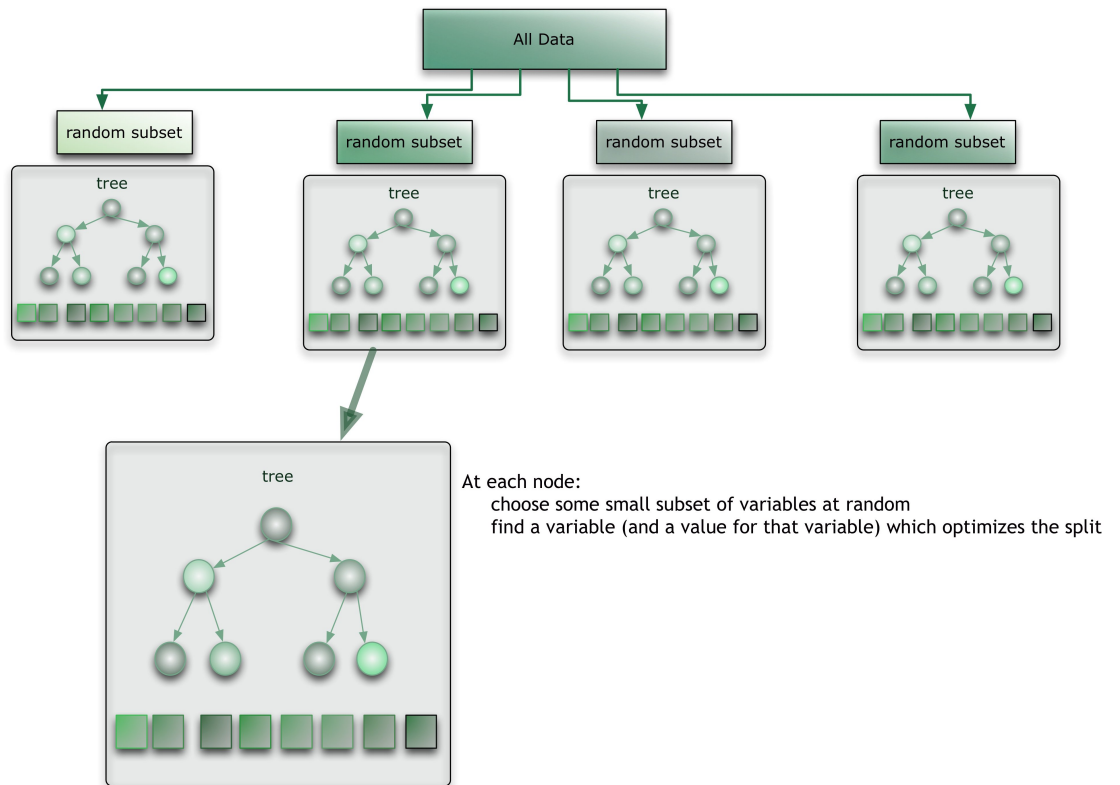 All Data
random subset
random subset
random subset
random subset
tree
tree
tree
tree
tree
At each node:
choose some small subset of variables at random
find a variable (and a value for that variable) which optimizes the split